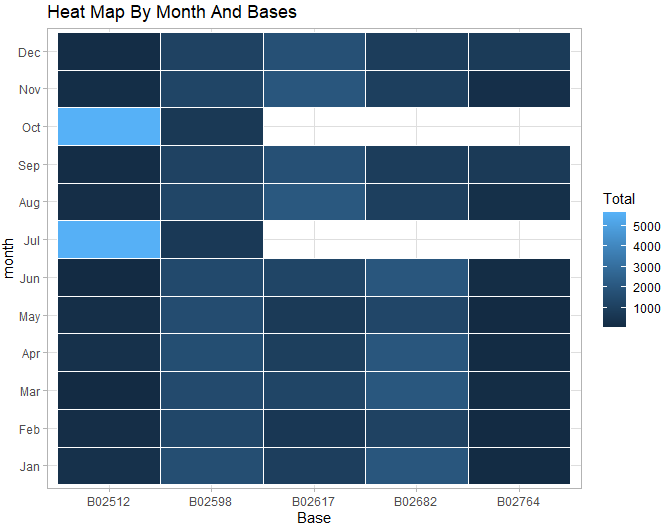 Heat Map By Month And Bases
Dec
Nov
Oct
Sep
Aug
Jul
Jun
May
Apr
Mar
Feb
Jan
month
B02512 B02598 B02617 B02682 B02764
Base
Total
5000
4000
3000
2000
1000